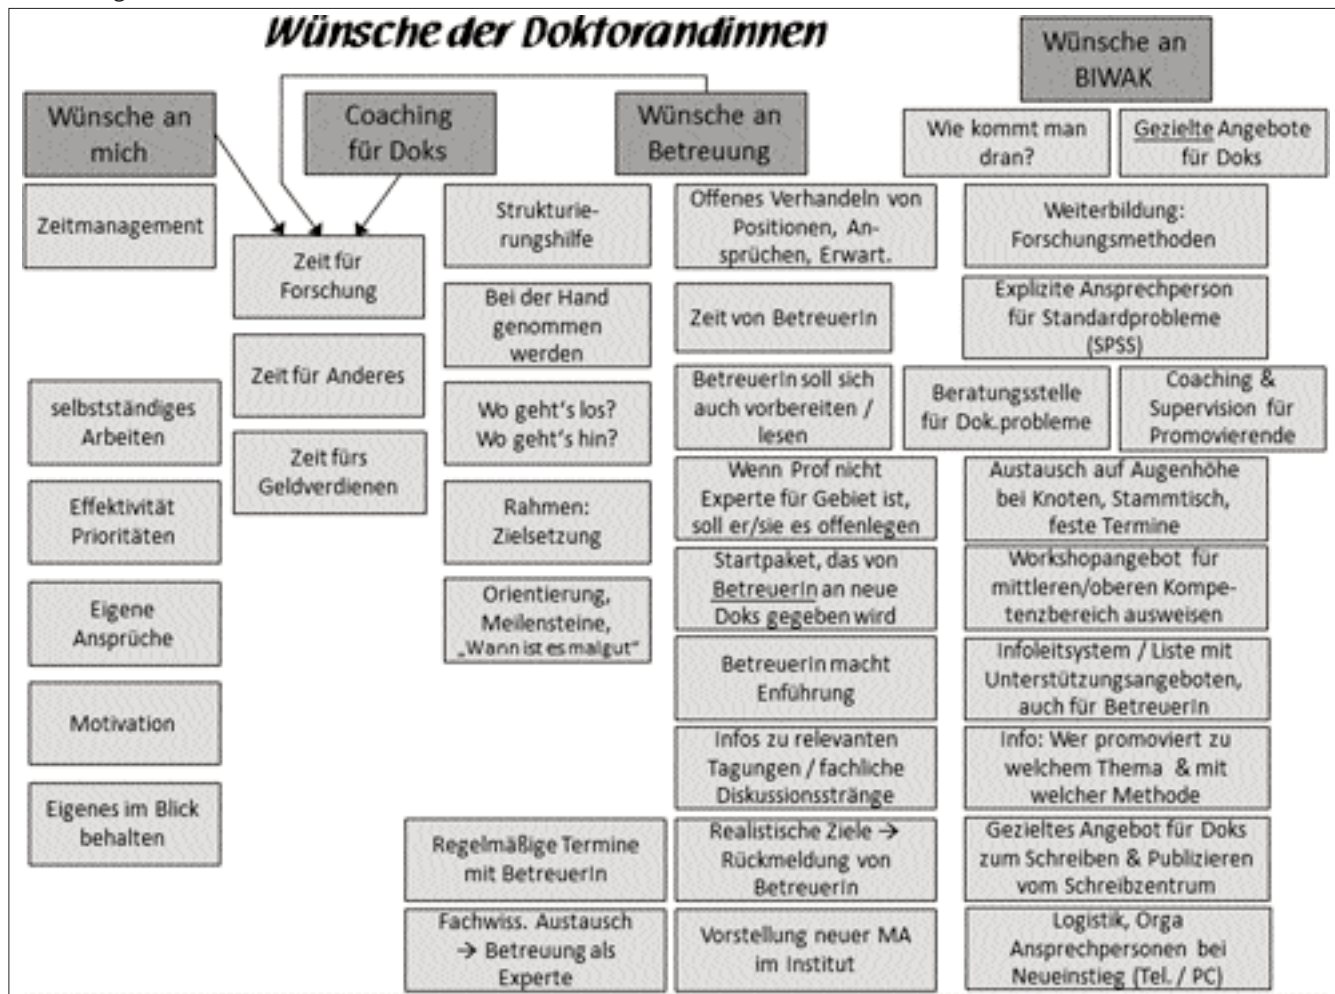 Wünsche der Doktorandinnen
Wünsche an
mich
Zeitmanagement
selbstständiges
Arbeiten
Effektivität
Prioritäten
Eigene
Ansprüche
Motivation
Eigenes im Blick
behalten
Coaching
für Doks
Zeit für
Forschung
Zeit für Anderes
Zeit fürs
Geldverdienen
Strukturie-
rungshilfe
Bei der Hand
genommen
werden
Wo geht's los?
Wo geht's hin?
Rahmen:
Zielsetzung
Orientierung,
Meilensteine,
„Wann ist es mal gut"
Regelmäßige Termine
mit BetreuerIn
Fachwiss. Austausch
→ Betreuung als
Experte
Wünsche an
Betreuung
Offenes Verhandeln von
Positionen, An-
sprüchen, Erwart.
Zeit von BetreuerIn
BetreuerIn soll sich
auch vorbereiten /
lesen
Wenn Prof nicht
Experte für Gebiet ist,
soll er/sie es offenlegen
Startpaket, das von
BetreuerIn an neue
Doks gegeben wird
BetreuerIn macht
Enführung
Infos zu relevanten
Tagungen / fachliche
Diskussionsstränge
Realistische Ziele →
Rückmeldung von
BetreuerIn
Vorstellung neuer MA
im Institut
Wünsche an
BIWAK
Wie kommt man
dran?
Gezielte Angebote
für Doks
Weiterbildung:
Forschungsmethoden
Explizite Ansprechperson
für Standardprobleme
(SPSS)
Beratungsstelle
für Dok.probleme
Coaching &
Supervision für
Promovierende
Austausch auf Augenhöhe
bei Knoten, Stammtisch,
feste Termine
Workshopangebot für
mittleren/oberen Kompe-
tenzbereich ausweisen
Infoleitsystem / Liste mit
Unterstützungsangeboten,
auch für BetreuerIn
Info: Wer promoviert zu
welchem Thema & mit
welcher Methode
Gezieltes Angebot für Doks
zum Schreiben & Publizieren
vom Schreibzentrum
Logistik, Orga
Ansprechpersonen bei
Neueinstieg (Tel. / PC)